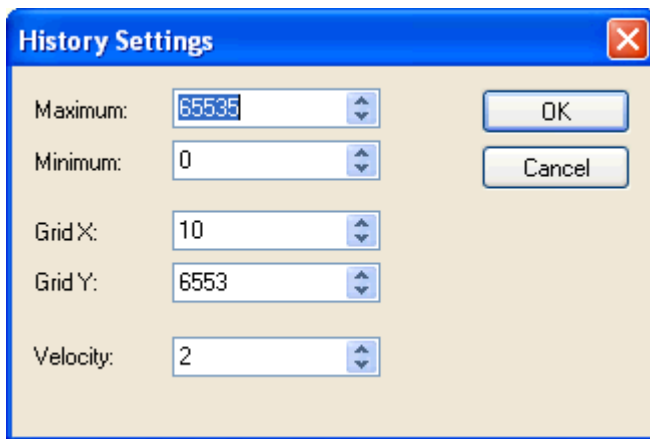 History Settings
Maximum: 65535 OK
Minimum: 0 Cancel
Grid X: 10
Grid Y: 6553
Velocity: 2